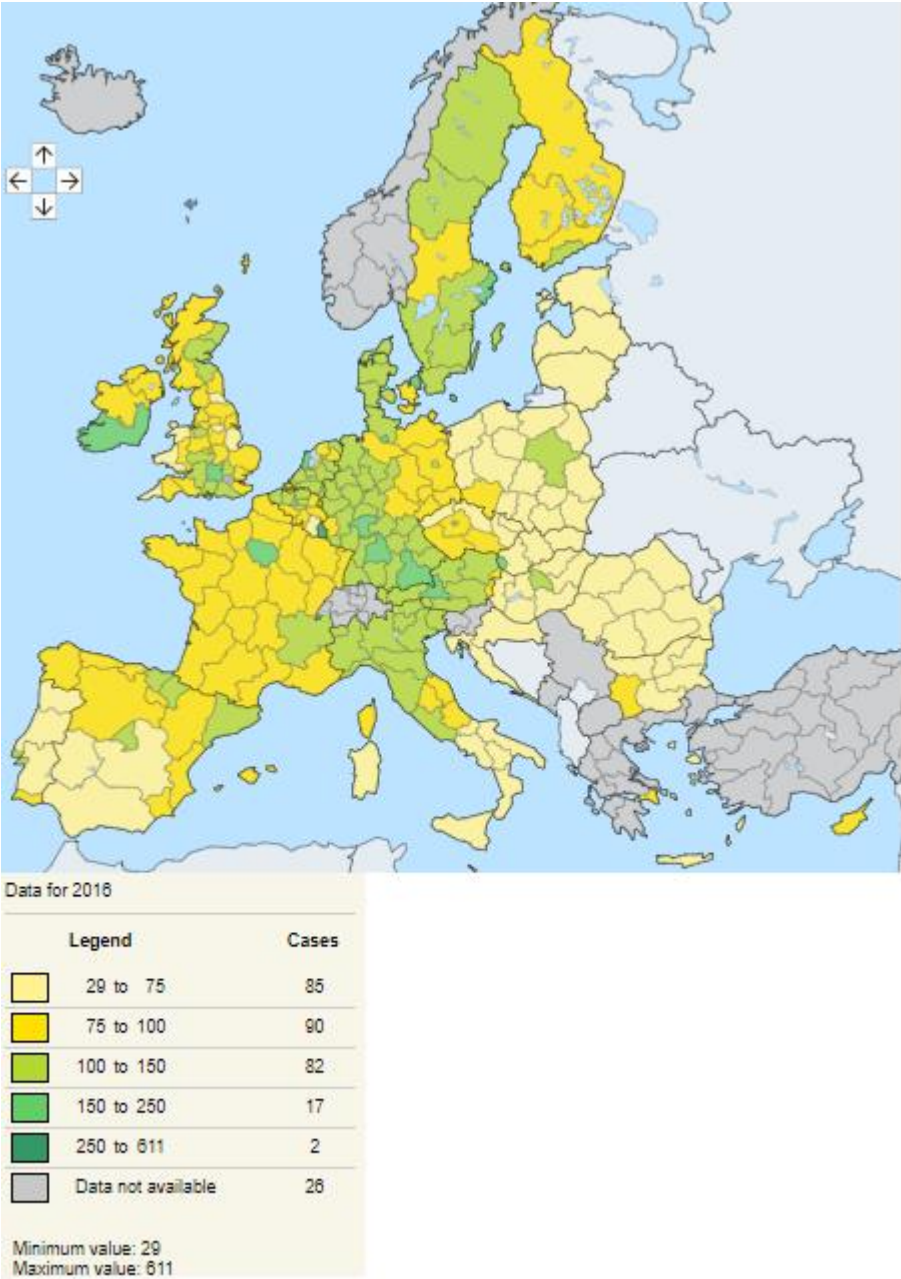 Data for 2016
Legend Cases
29 to 75 85
75 to 100 90
100 to 150 82
150 to 250 17
250 to 611 2
Data not available 26
Minimum value: 29
Maximum value: 611